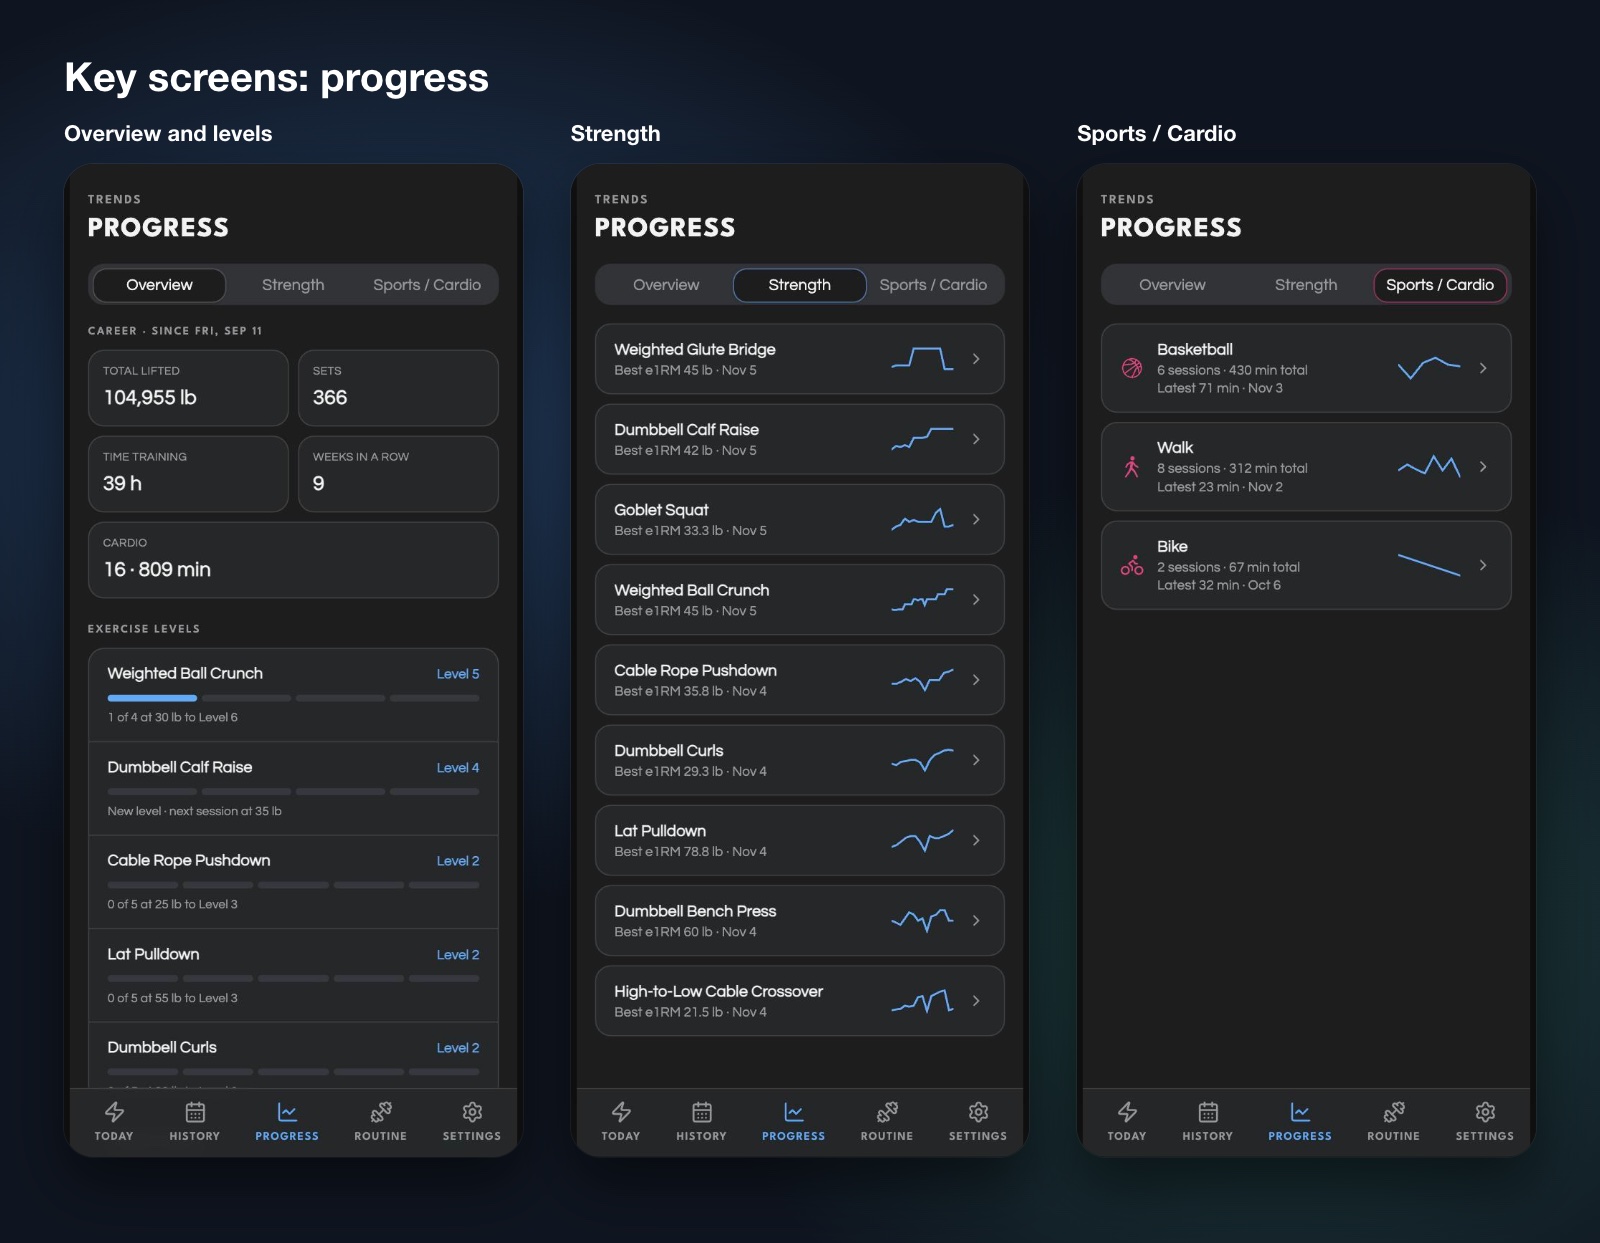 Key screens: progress
Overview and levels
TRENDS
PROGRESS
Overview
Strength
Sports / Cardio
CAREER · SINCE FRI, SEP 11
TOTAL LIFTED
104,955 lb
SETS
366
TIME TRAINING
39 h
WEEKS IN A ROW
9
CARDIO
16 · 809 min
EXERCISE LEVELS
Weighted Ball Crunch
Level 5
1 of 4 at 30 lb to Level 6
Dumbbell Calf Raise
Level 4
New level · next session at 35 lb
Cable Rope Pushdown
Level 2
0 of 5 at 25 lb to Level 3
Lat Pulldown
Level 2
0 of 5 at 55 lb to Level 3
Dumbbell Curls
Level 2
TODAY
HISTORY
PROGRESS
ROUTINE
SETTINGS
Strength
TRENDS
PROGRESS
Overview
Strength
Sports / Cardio
Weighted Glute Bridge
Best e1RM 45 lb · Nov 5
Dumbbell Calf Raise
Best e1RM 42 lb · Nov 5
Goblet Squat
Best e1RM 33.3 lb · Nov 5
Weighted Ball Crunch
Best e1RM 45 lb · Nov 5
Cable Rope Pushdown
Best e1RM 35.8 lb · Nov 4
Dumbbell Curls
Best e1RM 29.3 lb · Nov 4
Lat Pulldown
Best e1RM 78.8 lb · Nov 4
Dumbbell Bench Press
Best e1RM 60 lb · Nov 4
High-to-Low Cable Crossover
Best e1RM 21.5 lb · Nov 4
TODAY
HISTORY
PROGRESS
ROUTINE
SETTINGS
Sports / Cardio
TRENDS
PROGRESS
Overview
Strength
Sports / Cardio
Basketball
6 sessions · 430 min total
Latest 71 min · Nov 3
Walk
8 sessions · 312 min total
Latest 23 min · Nov 2
Bike
2 sessions · 67 min total
Latest 32 min · Oct 6
TODAY
HISTORY
PROGRESS
ROUTINE
SETTINGS